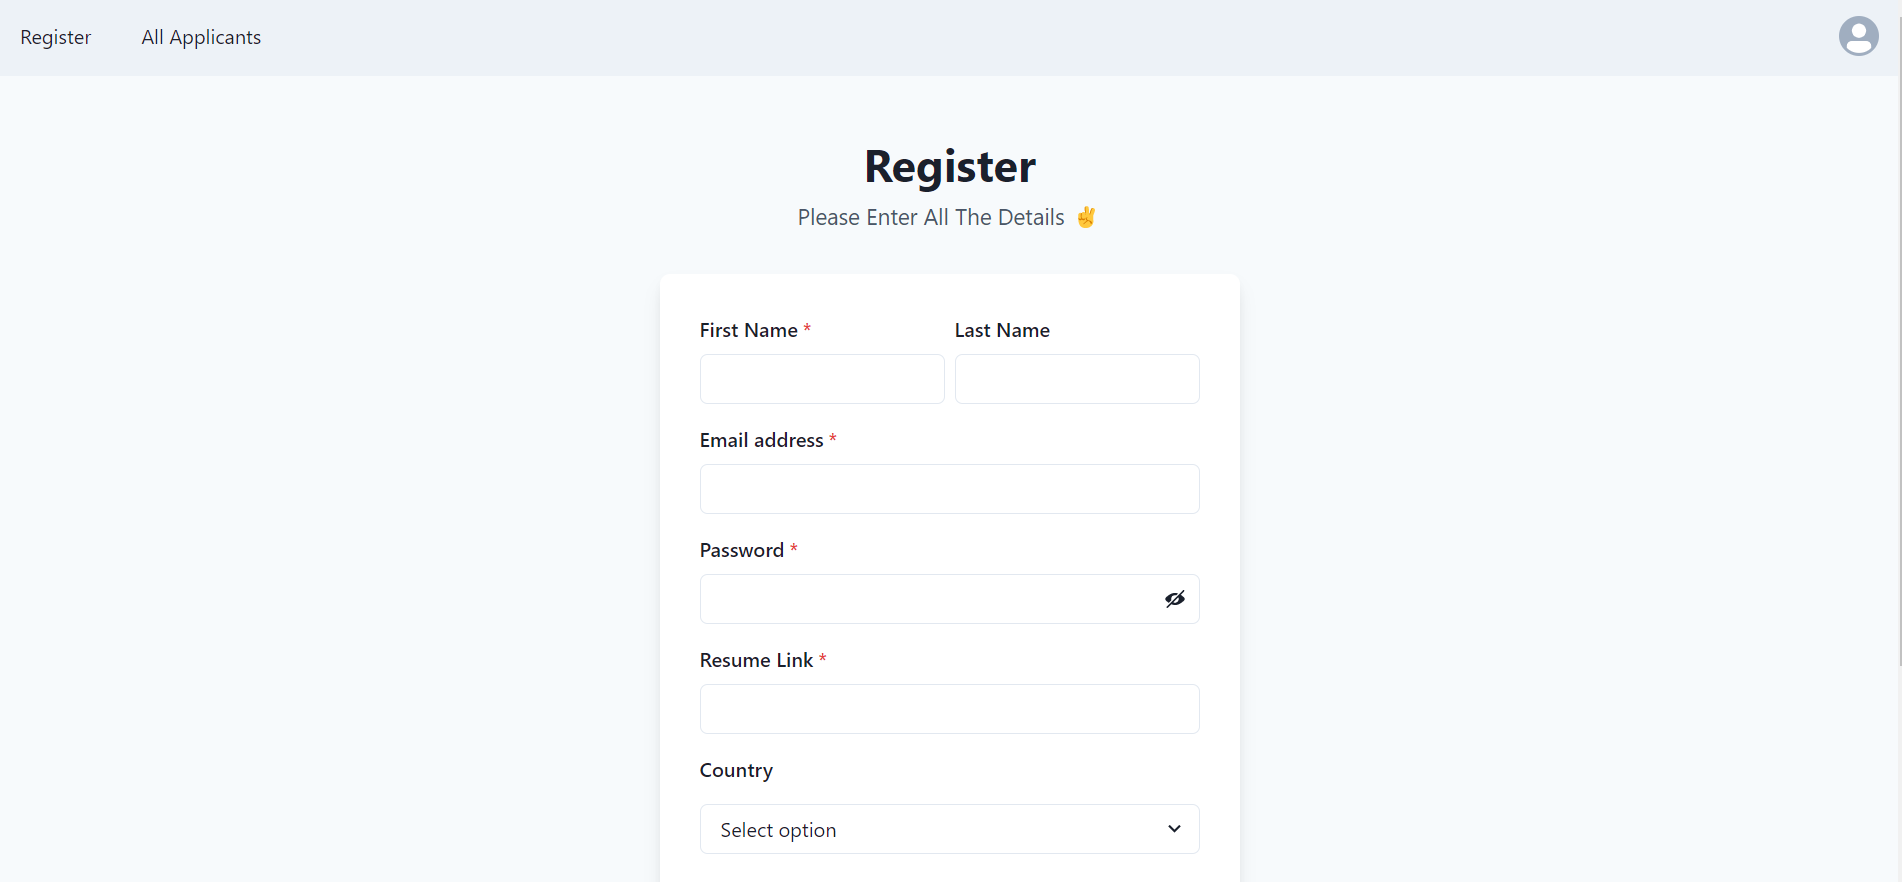 Register All Applicants
Register
Please Enter All The Details ✌
First Name * Last Name
Email address *
Password *
Resume Link *
Country
Select option